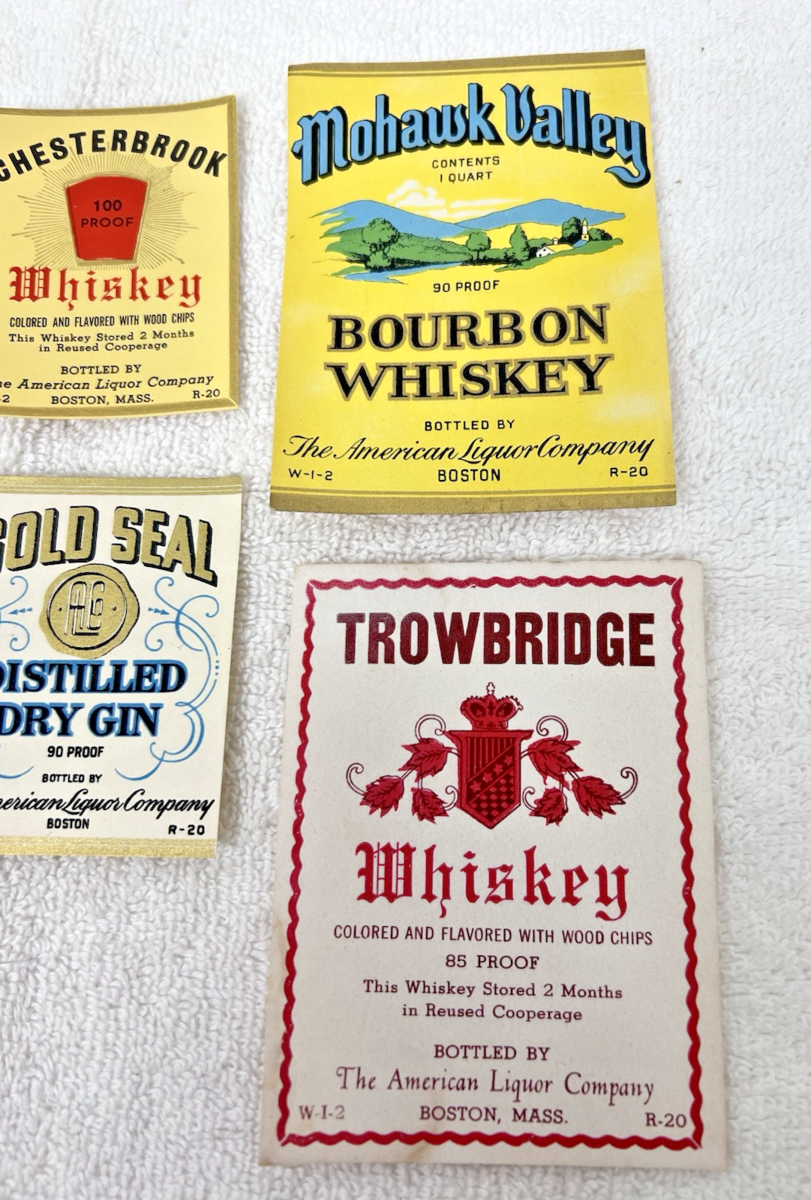 CHESTERBROOK
100
PROOF
Whiskey
COLORED AND FLAVORED WITH WOOD CHIPS
This Whiskey Stored 2 Months
in Reused Cooperage
BOTTLED BY
he American Liquor Company
-2 BOSTON, MASS. R-20
Mohawk Valley
CONTENTS
1 QUART
90 PROOF
BOURBON
WHISKEY
BOTTLED BY
The American Liquor Company
W-1-2 BOSTON R-20
GOLD SEAL
ALC
DISTILLED
DRY GIN
90 PROOF
BOTTLED BY
merican Liquor Company
BOSTON R-20
TROWBRIDGE
Whiskey
COLORED AND FLAVORED WITH WOOD CHIPS
85 PROOF
This Whiskey Stored 2 Months
in Reused Cooperage
BOTTLED BY
The American Liquor Company
W-I-2 BOSTON, MASS. R-20